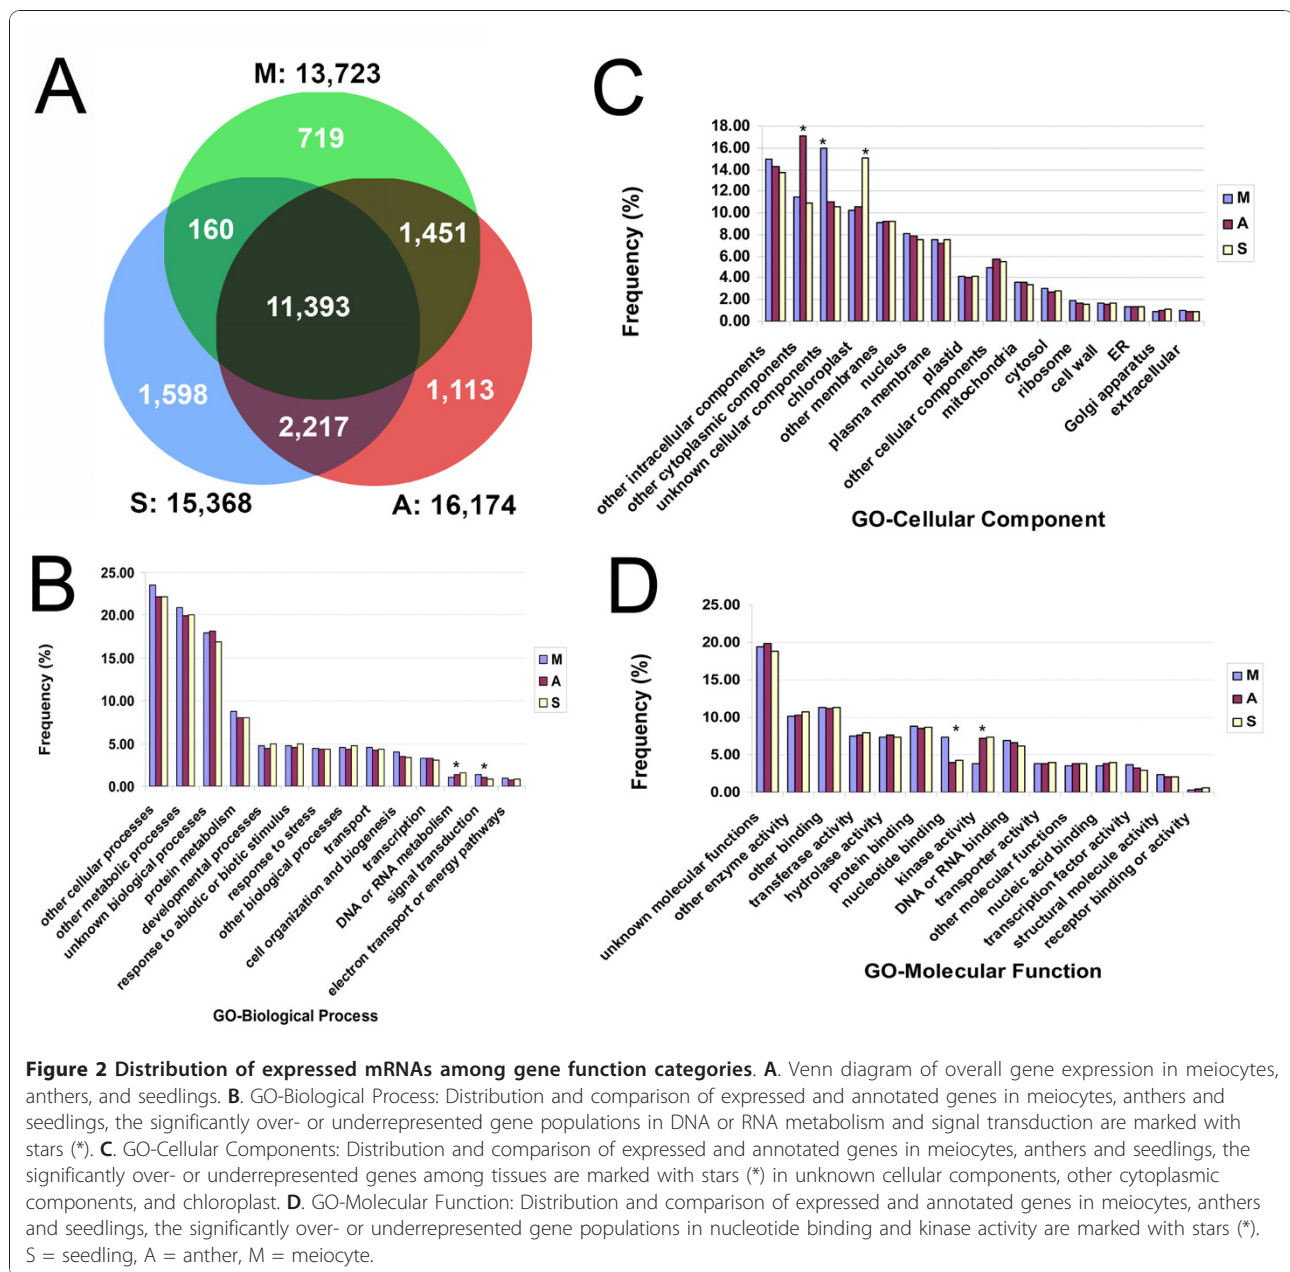 A
M: 13,723
719
160
1,451
11,393
1,598
1,113
2,217
S: 15,368
A: 16,174
B
25.00
20.00
15.00
10.00
5.00
0.00
Frequency (%)
*
*
M
A
S
other cellular processes
other metabolic processes
unknown biological processes
protein metabolism
developmental processes
response to abiotic or biotic stimulus
response to stress
other biological processes
transport
cell organization and biogenesis
transcription
DNA or RNA metabolism
signal transduction
electron transport or energy pathways
GO-Biological Process
C
18.00
16.00
14.00
12.00
10.00
8.00
6.00
4.00
2.00
0.00
Frequency (%)
*
*
*
M
A
S
other intracellular components
other cytoplasmic components
unknown cellular components
chloroplast
other membranes
nucleus
plasma membrane
plastid
other cellular components
mitochondria
cytosol
ribosome
cell wall
ER
Golgi apparatus
extracellular
GO-Cellular Component
D
25.00
20.00
15.00
10.00
5.00
0.00
Frequency (%)
*
*
M
A
S
unknown molecular functions
other enzyme activity
other binding
transferase activity
hydrolase activity
protein binding
nucleotide binding
kinase activity
DNA or RNA binding
transporter activity
other molecular functions
nucleic acid binding
transcription factor activity
structural molecule activity
receptor binding or activity
GO-Molecular Function
Figure 2 Distribution of expressed mRNAs among gene function categories. A. Venn diagram of overall gene expression in meiocytes,
anthers, and seedlings. B. GO-Biological Process: Distribution and comparison of expressed and annotated genes in meiocytes, anthers and
seedlings, the significantly over- or underrepresented gene populations in DNA or RNA metabolism and signal transduction are marked with
stars (*). C. GO-Cellular Components: Distribution and comparison of expressed and annotated genes in meiocytes, anthers and seedlings, the
significantly over- or underrepresented genes among tissues are marked with stars (*) in unknown cellular components, other cytoplasmic
components, and chloroplast. D. GO-Molecular Function: Distribution and comparison of expressed and annotated genes in meiocytes, anthers
and seedlings, the significantly over- or underrepresented gene populations in nucleotide binding and kinase activity are marked with stars (*).
S = seedling, A = anther, M = meiocyte.